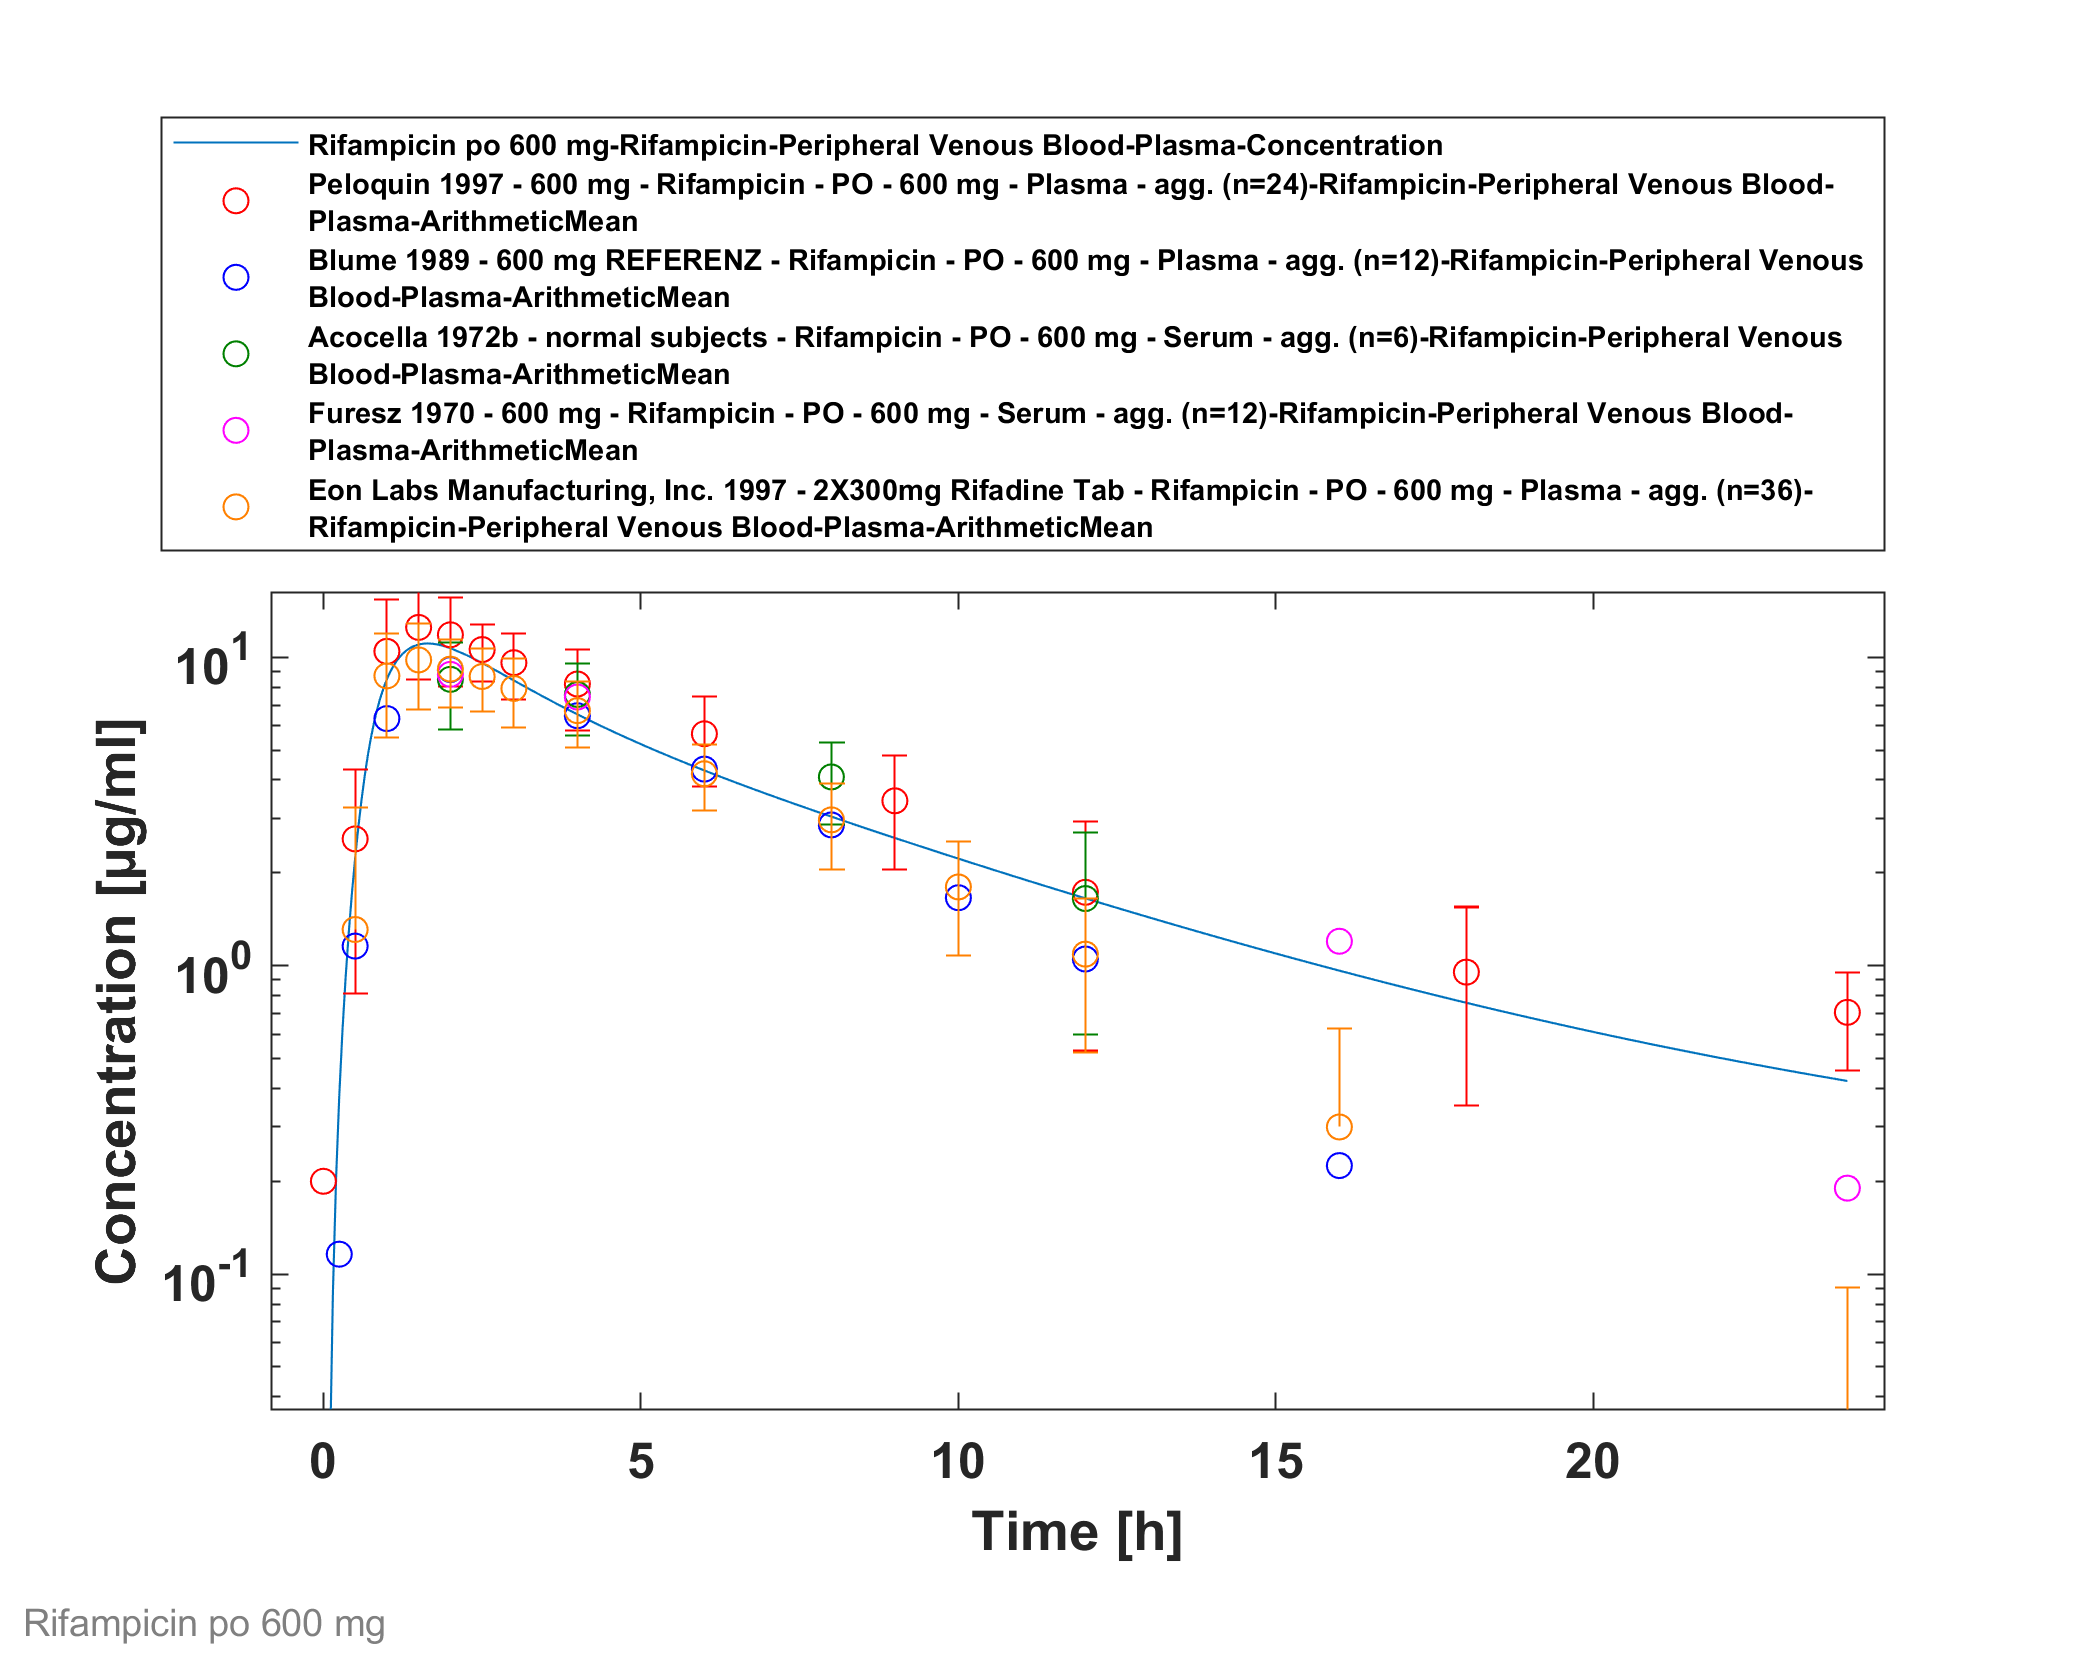 Rifampicin po 600 mg-Rifampicin-Peripheral Venous Blood-Plasma-Concentration
Peloquin 1997 - 600 mg - Rifampicin - PO - 600 mg - Plasma - agg. (n=24)-Rifampicin-Peripheral Venous Blood-
Plasma-ArithmeticMean
Blume 1989 - 600 mg REFERENZ - Rifampicin - PO - 600 mg - Plasma - agg. (n=12)-Rifampicin-Peripheral Venous
Blood-Plasma-ArithmeticMean
Acocella 1972b - normal subjects - Rifampicin - PO - 600 mg - Serum - agg. (n=6)-Rifampicin-Peripheral Venous
Blood-Plasma-ArithmeticMean
Furesz 1970 - 600 mg - Rifampicin - PO - 600 mg - Serum - agg. (n=12)-Rifampicin-Peripheral Venous Blood-
Plasma-ArithmeticMean
Eon Labs Manufacturing, Inc. 1997 - 2X300mg Rifadine Tab - Rifampicin - PO - 600 mg - Plasma - agg. (n=36)-
Rifampicin-Peripheral Venous Blood-Plasma-ArithmeticMean
Concentration [µg/ml]
10^1
10^0
10^-1
0 5 10 15 20
Time [h]
Rifampicin po 600 mg